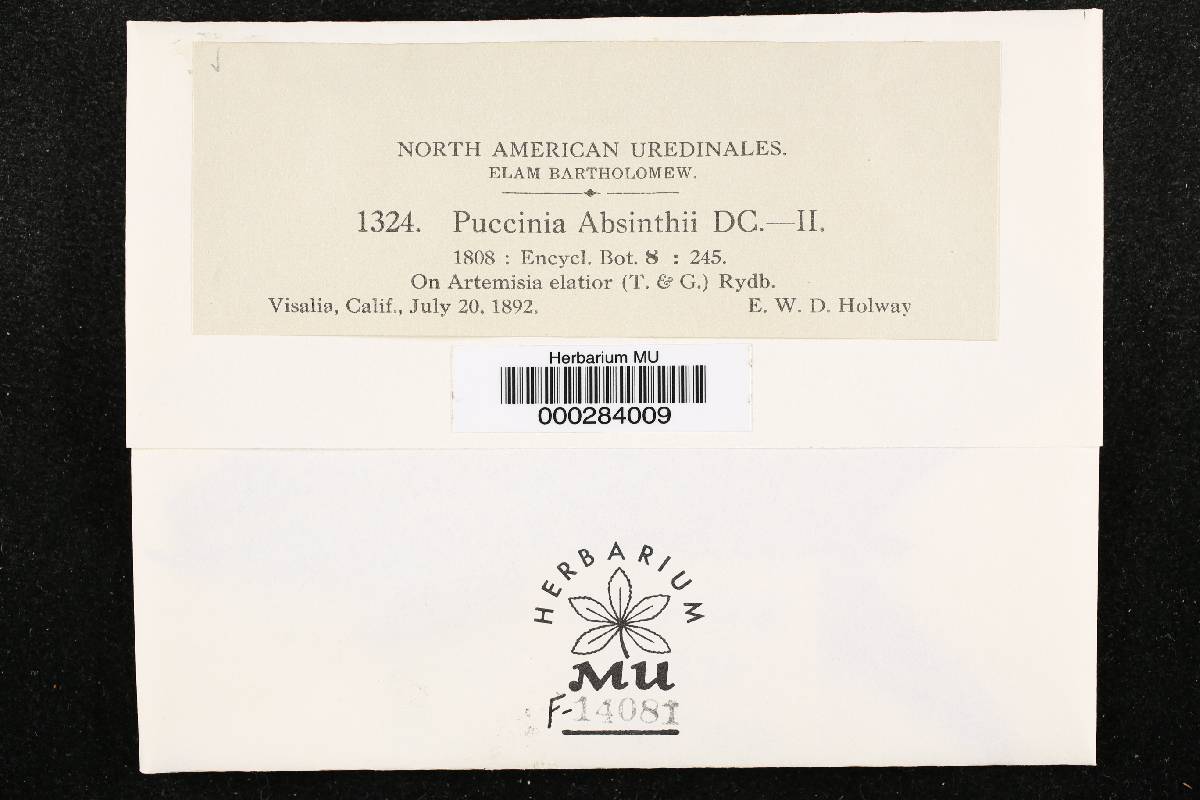 NORTH AMERICAN UREDINALES.
ELAM BARTHOLOMEW.
1324. Puccinia Absinthii DC.—II.
1808 : Encycl. Bot. 8 : 245.
On Artemisia elatior (T. & G.) Rydb.
Visalia, Calif., July 20, 1892. E. W. D. Holway
Herbarium MU
000284009
HERBARIUM
MU
F-14081